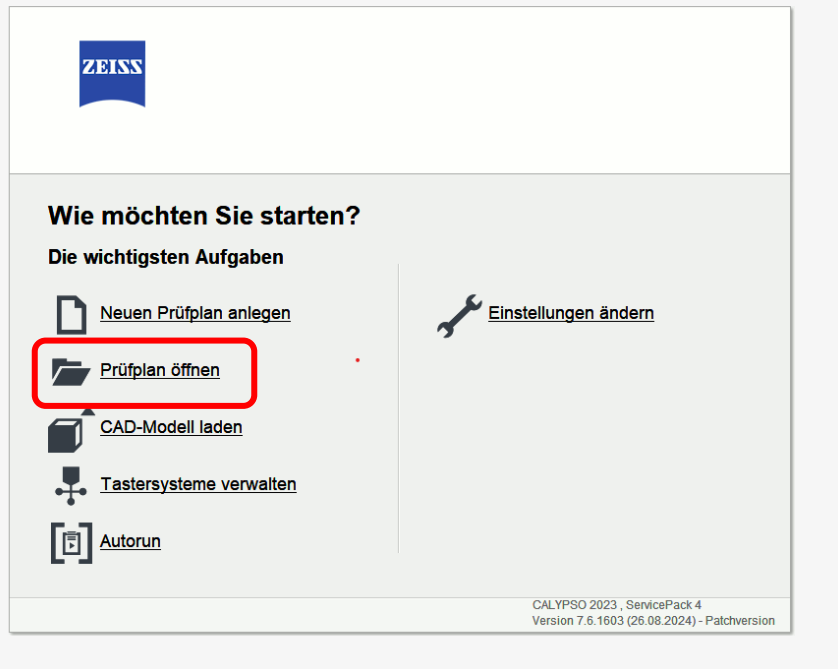 ZEISS
Wie möchten Sie starten?
Die wichtigsten Aufgaben
Neuen Prüfplan anlegen
Prüfplan öffnen
CAD-Modell laden
Tastersysteme verwalten
Autorun
Einstellungen ändern
CALYPSO 2023 , ServicePack 4
Version 7.6.1603 (26.08.2024) - Patchversion